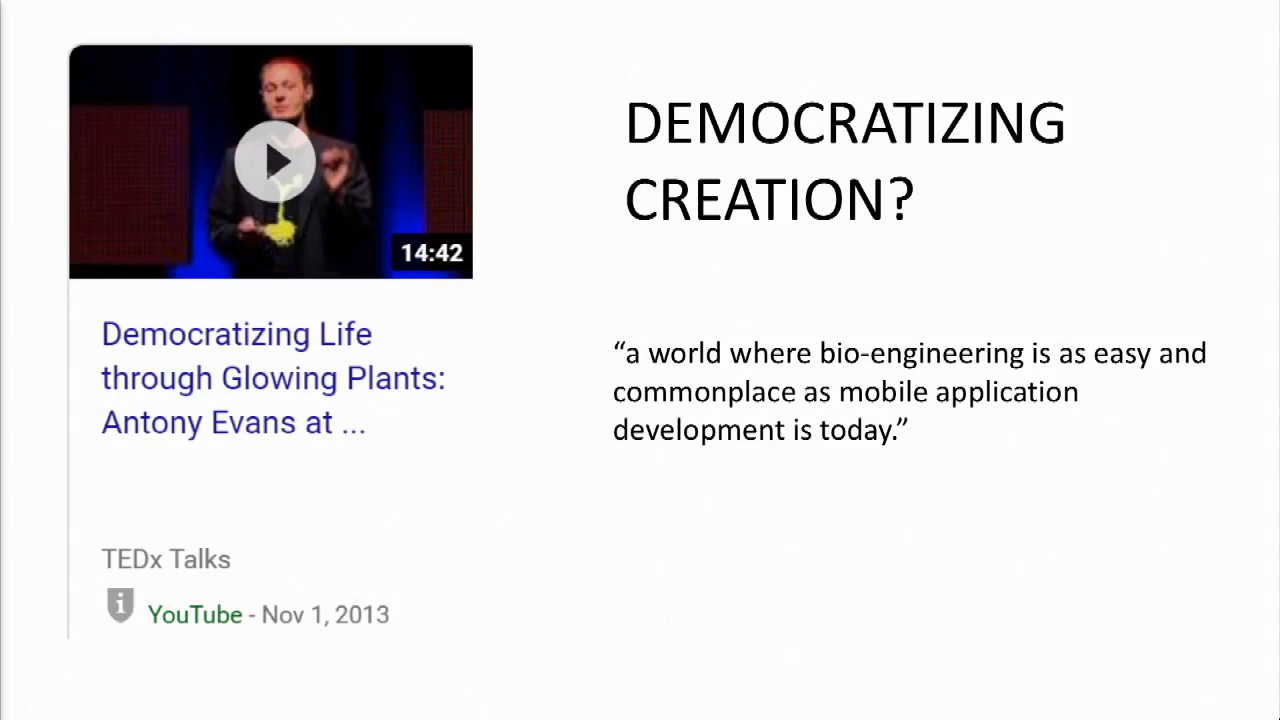 14:42
Democratizing Life
through Glowing Plants:
Antony Evans at ...
TEDx Talks
YouTube - Nov 1, 2013
DEMOCRATIZING
CREATION?
“a world where bio-engineering is as easy and
commonplace as mobile application
development is today.”